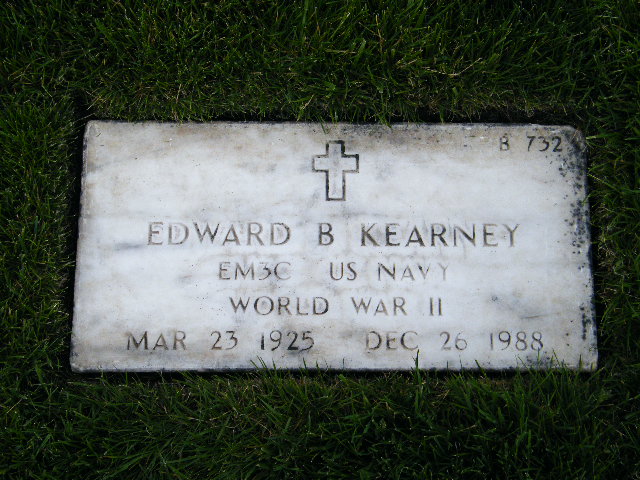 B 732
EDWARD B KEARNEY
EM3C US NAVY
WORLD WAR II
MAR 23 1925 DEC 26 1988